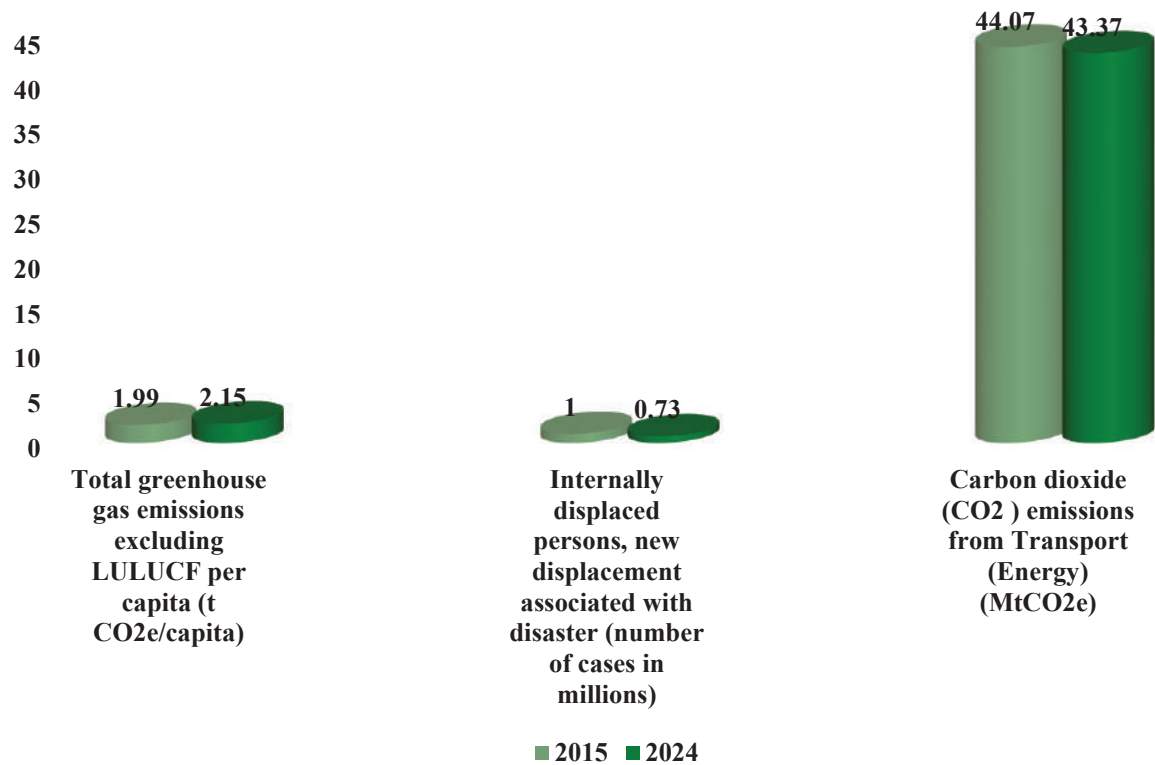 44.07 43.37
45
40
35
30
25
20
15
10
5
0
1.99 2.15
1 0.73
Total greenhouse
gas emissions
excluding
LULUCF per
capita (t
CO2e/capita)
Internally
displaced
persons, new
displacement
associated with
disaster (number
of cases in
millions)
Carbon dioxide
(CO2 ) emissions
from Transport
(Energy)
(MtCO2e)
2015 2024